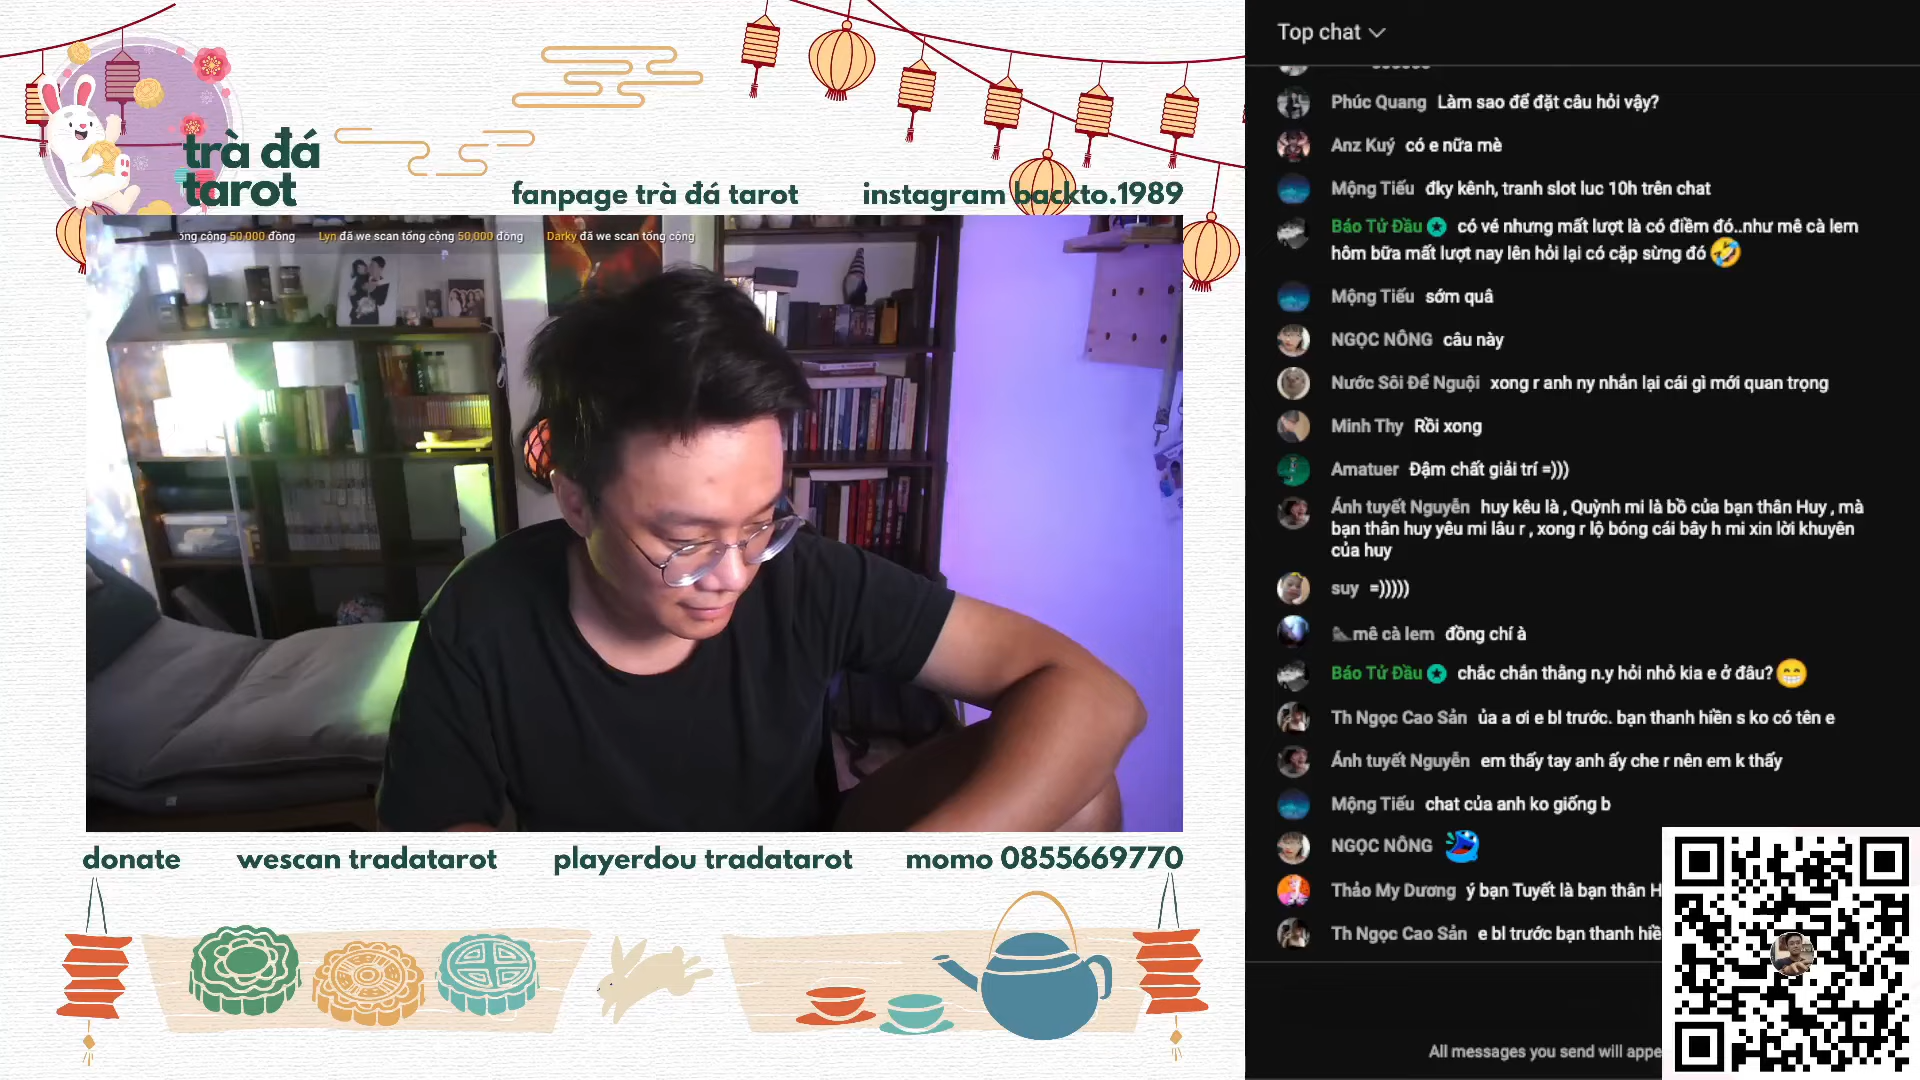 trà đá
tarot
fanpage trà đá tarot
instagram backto.1989
cộng 50,000 đồng
Lyn đã we scan tổng cộng 50,000 đồng
Darky đã we scan tổng cộng
donate
wescan tradatarot
playerdou tradatarot
momo 0855669770
Top chat
Phúc Quang Làm sao để đặt câu hỏi vậy?
Anz Kuý có e nữa mè
Mộng Tiếu đky kênh, tranh slot luc 10h trên chat
Báo Tử Đầu có vé nhưng mất lượt là có điềm đó..như mê cà lem
hôm bữa mất lượt nay lên hỏi lại có cặp sừng đó
Mộng Tiếu sớm quâ
NGỌC NÔNG câu này
Nước Sôi Để Nguội xong r anh ny nhắn lại cái gì mới quan trọng
Minh Thy Rồi xong
Amatuer Đậm chất giải trí =)))
Ánh tuyết Nguyễn huy kêu là , Quỳnh mi là bồ của bạn thân Huy , mà
bạn thân huy yêu mi lâu r , xong r lộ bóng cái bây h mi xin lời khuyên
của huy
suy =)))))
mê cà lem đồng chí à
Báo Tử Đầu chắc chắn thằng n.y hỏi nhỏ kia e ở đâu?
Th Ngọc Cao Sản ủa a ơi e bl trước. bạn thanh hiền s ko có tên e
Ánh tuyết Nguyễn em thấy tay anh ấy che r nên em k thấy
Mộng Tiếu chat của anh ko giống b
NGỌC NÔNG
Thảo My Dương ý bạn Tuyết là bạn thân H
Th Ngọc Cao Sản e bl trước bạn thanh hiề
All messages you send will appe